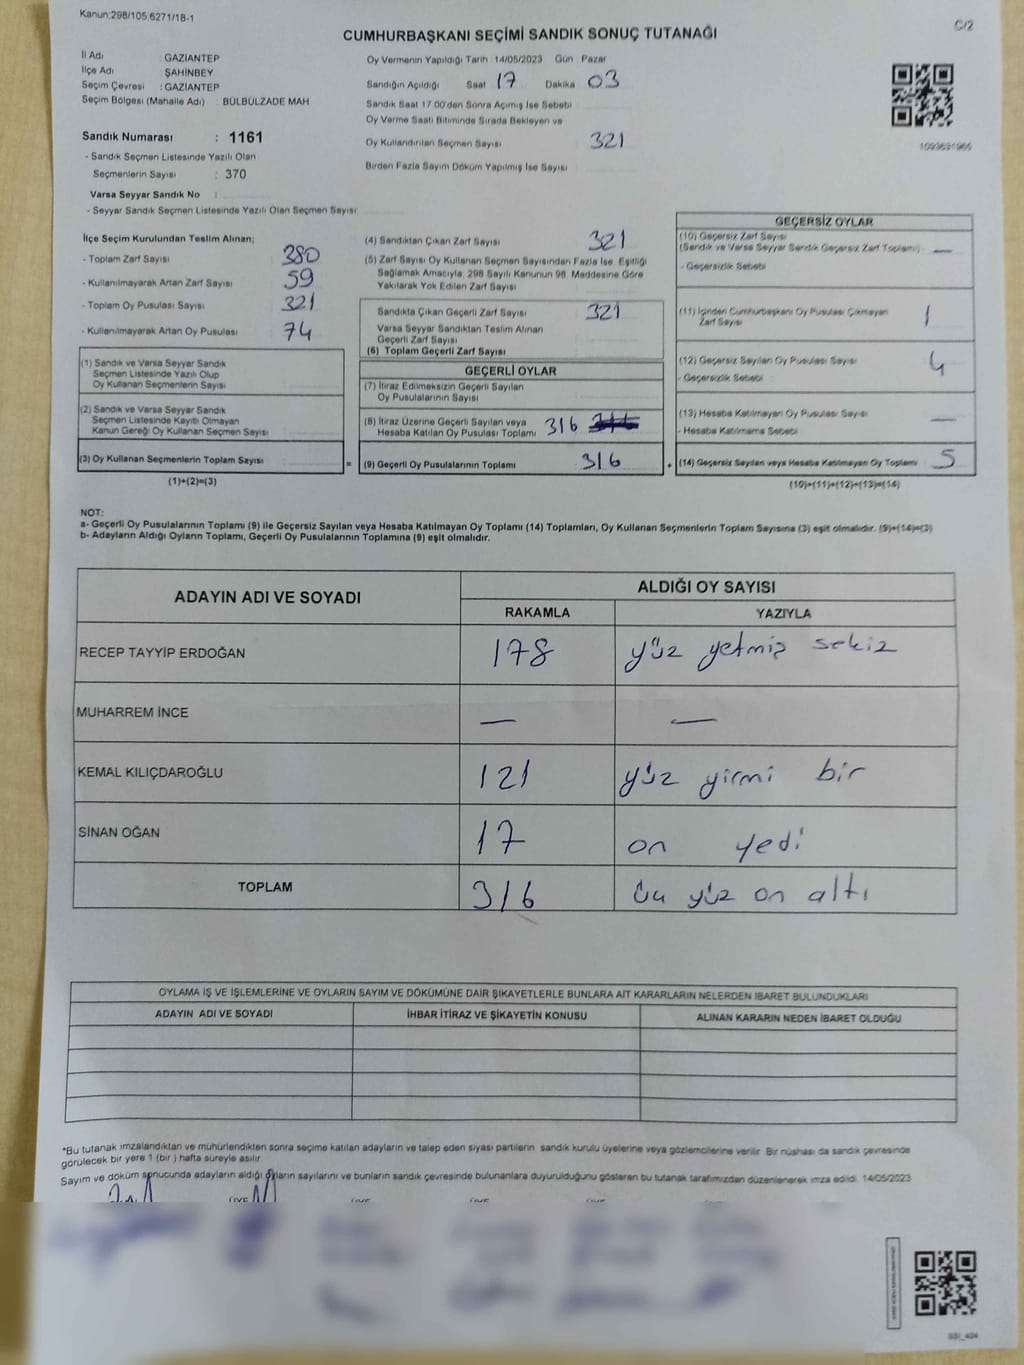 Kanun:298/105,6271/18-1
C/2
CUMHURBAŞKANI SEÇİMİ SANDIK SONUÇ TUTANAĞI
İl Adı : GAZİANTEP
İlçe Adı ŞAHİNBEY
Seçim Çevresi : GAZİANTEP
Seçim Bölgesi (Mahalle Adı) : BÜLBÜLZADE MAH.
Sandık Numarası : 1161
- Sandık Seçmen Listesinde Yazılı Olan
Seçmenlerin Sayısı : 370
Varsa Seyyar Sandık No :
- Seyyar Sandık Seçmen Listesinde Yazılı Olan Seçmen Sayısı
Oy Vermenin Yapıldığı Tarih :14/05/2023 Gün Pazar
Sandığın Açıldığı Saat 17 Dakika 03
Sandık Saat 17.00'den Sonra Açımış İse Sebebi
Oy Verme Saati Bitiminde Sırada Bekleyen ve
Oy Kullandırılan Seçmen Sayısı 321
Birden Fazla Sayım Döküm Yapılmış İse Sayısı
1093631965
İlçe Seçim Kurulundan Teslim Alınan;
- Toplam Zarf Sayısı 380
- Kullanılmayarak Artan Zarf Sayısı 59
- Toplam Oy Pusulası Sayısı 321
- Kullanılmayarak Artan Oy Pusulası 74
(1) Sandık ve Varsa Seyyar Sandık
Seçmen Listesinde Yazılı Olup
Oy Kullanan Seçmenlerin Sayısı
(2) Sandık ve Varsa Seyyar Sandık
Seçmen Listesinde Kayıtlı Olmayan
Kanun Gereği Oy Kullanan Seçmen Sayısı
(3) Oy Kullanan Seçmenlerin Toplam Sayısı =
(1)+(2)=(3)
(4) Sandıktan Çıkan Zarf Sayısı 321
(5) Zarf Sayısı Oy Kullanan Seçmen Sayısından Fazla İse, Eşitliği
Sağlamak Amacıyla, 298 Sayılı Kanunun 98. Maddesine Göre
Yakılarak Yok Edilen Zarf Sayısı
Sandıkta Çıkan Geçerli Zarf Sayısı 321
Varsa Seyyar Sandıktan Teslim Alınan
Geçerli Zarf Sayısı
(6) Toplam Geçerli Zarf Sayısı
GEÇERLİ OYLAR
(7) İtiraz Edilmeksizin Geçerli Sayılan
Oy Pusulalarının Sayısı
(8) İtiraz Üzerine Geçerli Sayılan veya
Hesaba Katılan Oy Pusulası Toplamı 316
(9) Geçerli Oy Pusulalarının Toplamı 316 +
GEÇERSİZ OYLAR
(10) Geçersiz Zarf Sayısı
(Sandık ve Varsa Seyyar Sandık Geçersiz Zarf Toplamı) —
- Geçersizlik Sebebi
(11) İçinden Cumhurbaşkanı Oy Pusulası Çıkmayan
Zarf Sayısı 1
(12) Geçersiz Sayılan Oy Pusulası Sayısı 4
- Geçersizlik Sebebi :
(13) Hesaba Katılmayan Oy Pusulası Sayısı —
- Hesaba Katılmama Sebebi
(14) Geçersiz Sayılan veya Hesaba Katılmayan Oy Toplamı 5
(10)+(11)+(12)+(13)=(14)
NOT:
a- Geçerli Oy Pusulalarının Toplamı (9) ile Geçersiz Sayılan veya Hesaba Katılmayan Oy Toplamı (14) Toplamları, Oy Kullanan Seçmenlerin Toplam Sayısına (3) eşit olmalıdır. (9)+(14)=(3)
b- Adayların Aldığı Oyların Toplamı, Geçerli Oy Pusulalarının Toplamına (9) eşit olmalıdır.
ADAYIN ADI VE SOYADI ALDIĞI OY SAYISI
RAKAMLA YAZIYLA
RECEP TAYYİP ERDOĞAN 178 yüz yetmiş sekiz
MUHARREM İNCE — —
KEMAL KILIÇDAROĞLU 121 yüz yirmi bir
SİNAN OĞAN 17 on yedi
TOPLAM 316 üç yüz on altı
OYLAMA İŞ VE İŞLEMLERİNE VE OYLARIN SAYIM VE DÖKÜMÜNE DAİR ŞİKAYETLERLE BUNLARA AİT KARARLARIN NELERDEN İBARET BULUNDUKLARI
ADAYIN ADI VE SOYADI İHBAR İTİRAZ VE ŞİKAYETİN KONUSU ALINAN KARARIN NEDEN İBARET OLDUĞU
*Bu tutanak imzalandıktan ve mühürlendikten sonra seçime katılan adayların ve talep eden siyasi partilerin sandık kurulu üyelerine veya gözlemcilerine verilir. Bir nüshası da sandık çevresinde
görülecek bir yere 1 (bir) hafta süreyle asılır.
Sayım ve döküm sonucunda adayların aldığı oyların sayılarını ve bunların sandık çevresinde bulunanlara duyurulduğunu gösteren bu tutanak tarafımızdan düzenlenerek imza edildi. 14/05/2023